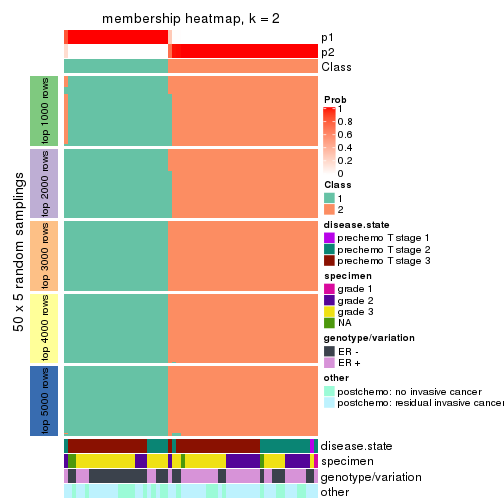 membership heatmap, k = 2
p1
p2
Class
50 x 5 random samplings
top 1000 rows
top 2000 rows
top 3000 rows
top 4000 rows
top 5000 rows
Prob
1
0.8
0.6
0.4
0.2
0
Class
1
2
disease.state
prechemo T stage 1
prechemo T stage 2
prechemo T stage 3
specimen
grade 1
grade 2
grade 3
NA
genotype/variation
ER -
ER +
other
postchemo: no invasive cancer
postchemo: residual invasive cancer
disease.state
specimen
genotype/variation
other